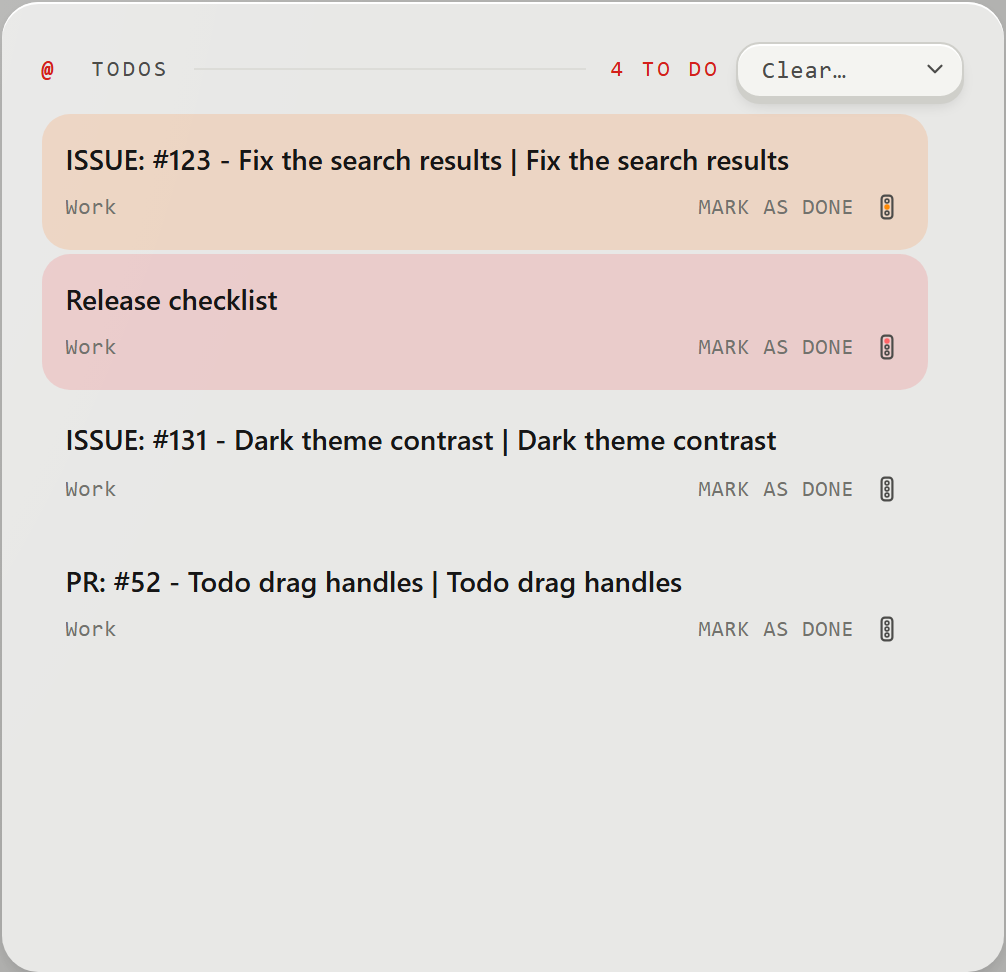 @ TODOS 4 TO DO Clear…
ISSUE: #123 - Fix the search results | Fix the search results
Work MARK AS DONE
Release checklist
Work MARK AS DONE
ISSUE: #131 - Dark theme contrast | Dark theme contrast
Work MARK AS DONE
PR: #52 - Todo drag handles | Todo drag handles
Work MARK AS DONE